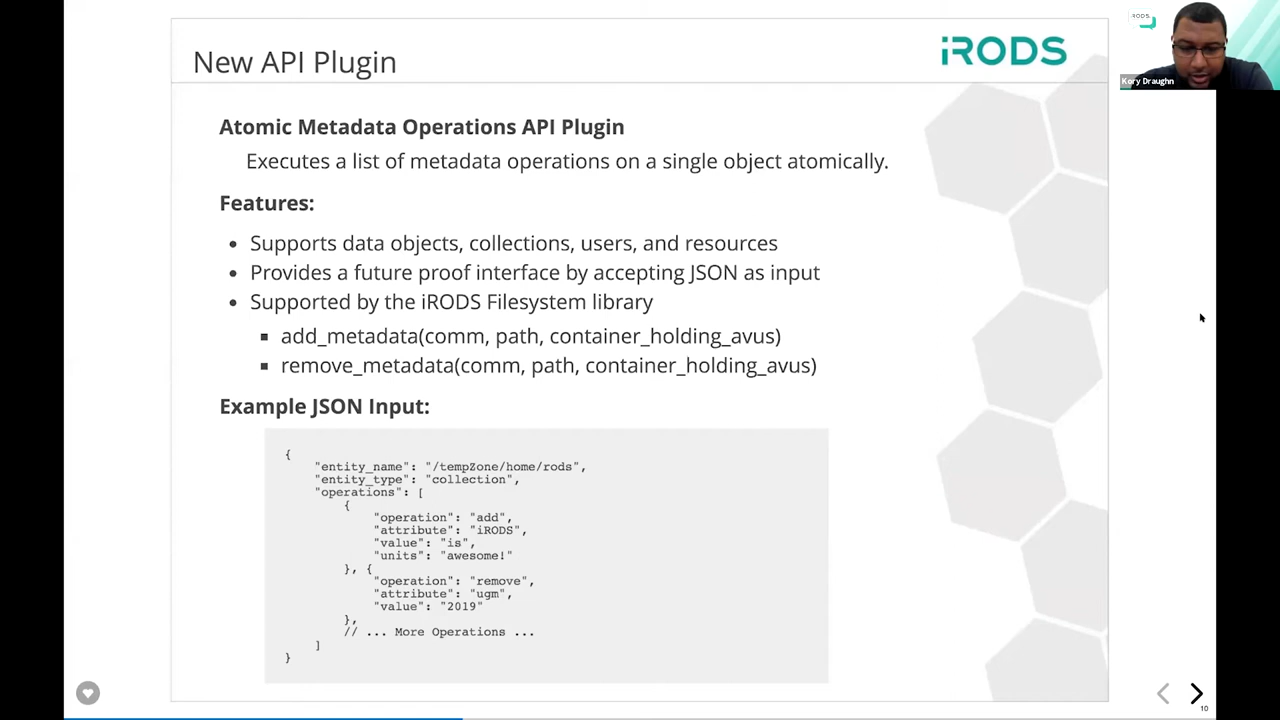 New API Plugin
iRODS
iRODS
Kory Draughn
Atomic Metadata Operations API Plugin
Executes a list of metadata operations on a single object atomically.
Features:
• Supports data objects, collections, users, and resources
• Provides a future proof interface by accepting JSON as input
• Supported by the iRODS Filesystem library
▪ add_metadata(comm, path, container_holding_avus)
▪ remove_metadata(comm, path, container_holding_avus)
Example JSON Input:
{
    "entity_name": "/tempZone/home/rods",
    "entity_type": "collection",
    "operations": [
        {
            "operation": "add",
            "attribute": "iRODS",
            "value": "is",
            "units": "awesome!"
        }, {
            "operation": "remove",
            "attribute": "ugm",
            "value": "2019"
        },
        // ... More Operations ...
    ]
}
10